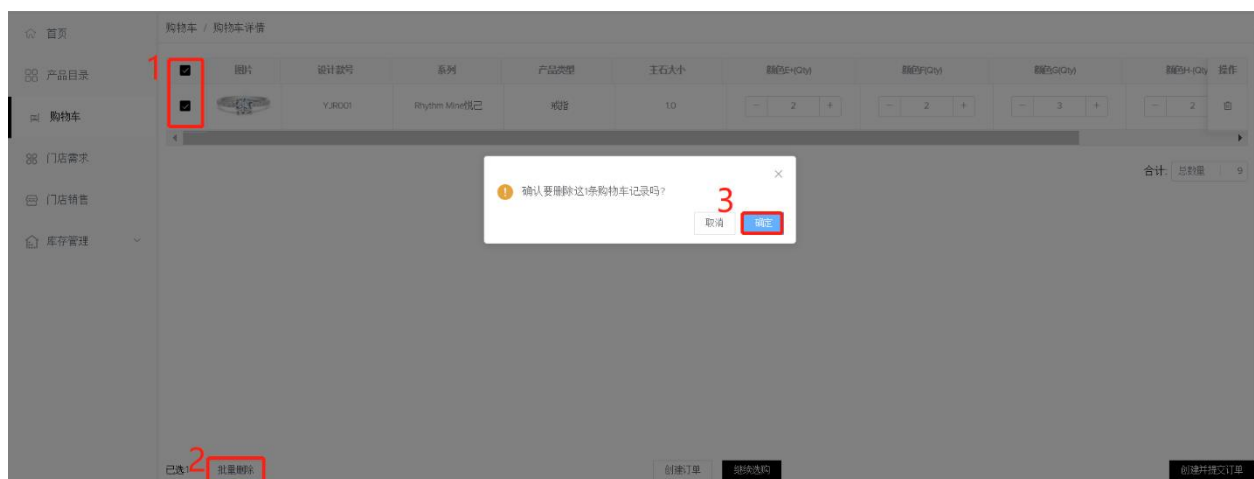 首页
购物车 / 购物车详情
产品目录
1
图片 设计款号 系列 产品类型 主石大小 颜色E+(Qty) 颜色F(Qty) 颜色G(Qty) 颜色H-(Qty 操作
购物车
YJR001 Rhythm Mine悦己 戒指 1.0 - 2 + - 2 + - 3 + - 2
门店需求
合计: 总数量 9
确认要删除这1条购物车记录吗?
门店销售
3
取消 确定
库存管理
2
已选1 批量删除 创建订单 继续选购 创建并提交订单